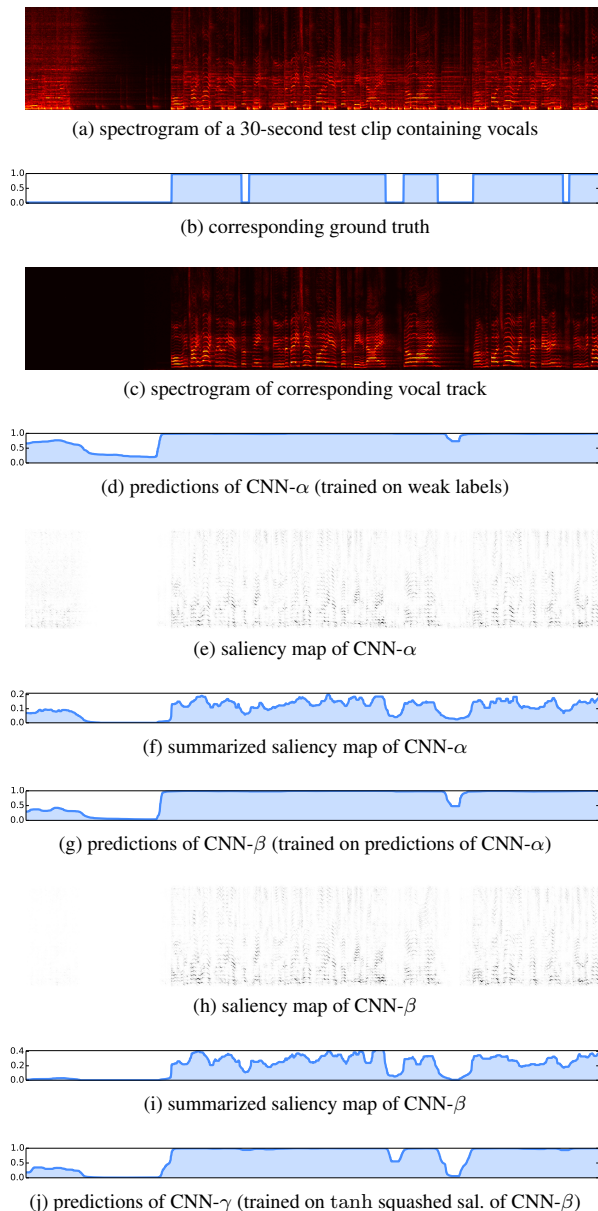 (a) spectrogram of a 30-second test clip containing vocals
1.0
0.5
0.0
(b) corresponding ground truth
(c) spectrogram of corresponding vocal track
1.0
0.5
0.0
(d) predictions of CNN-α (trained on weak labels)
(e) saliency map of CNN-α
0.2
0.1
0.0
(f) summarized saliency map of CNN-α
1.0
0.5
0.0
(g) predictions of CNN-β (trained on predictions of CNN-α)
(h) saliency map of CNN-β
0.4
0.2
0.0
(i) summarized saliency map of CNN-β
1.0
0.5
0.0
(j) predictions of CNN-γ (trained on tanh squashed sal. of CNN-β)